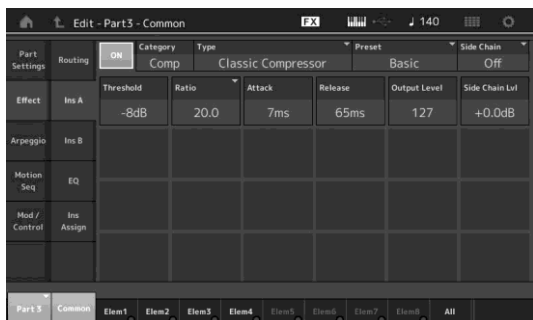 Edit - Part3 - Common FX ♩ 140
Part Settings
Routing
ON
Category
Comp
Type
Classic Compressor
Preset
Basic
Side Chain
Off
Effect
Ins A
Threshold
-8dB
Ratio
20.0
Attack
7ms
Release
65ms
Output Level
127
Side Chain Lvl
+0.0dB
Arpeggio
Ins B
Motion Seq
EQ
Mod / Control
Ins Assign
Part 3
Common
Elem1 Elem2 Elem3 Elem4 Elem5 Elem6 Elem7 Elem8 All